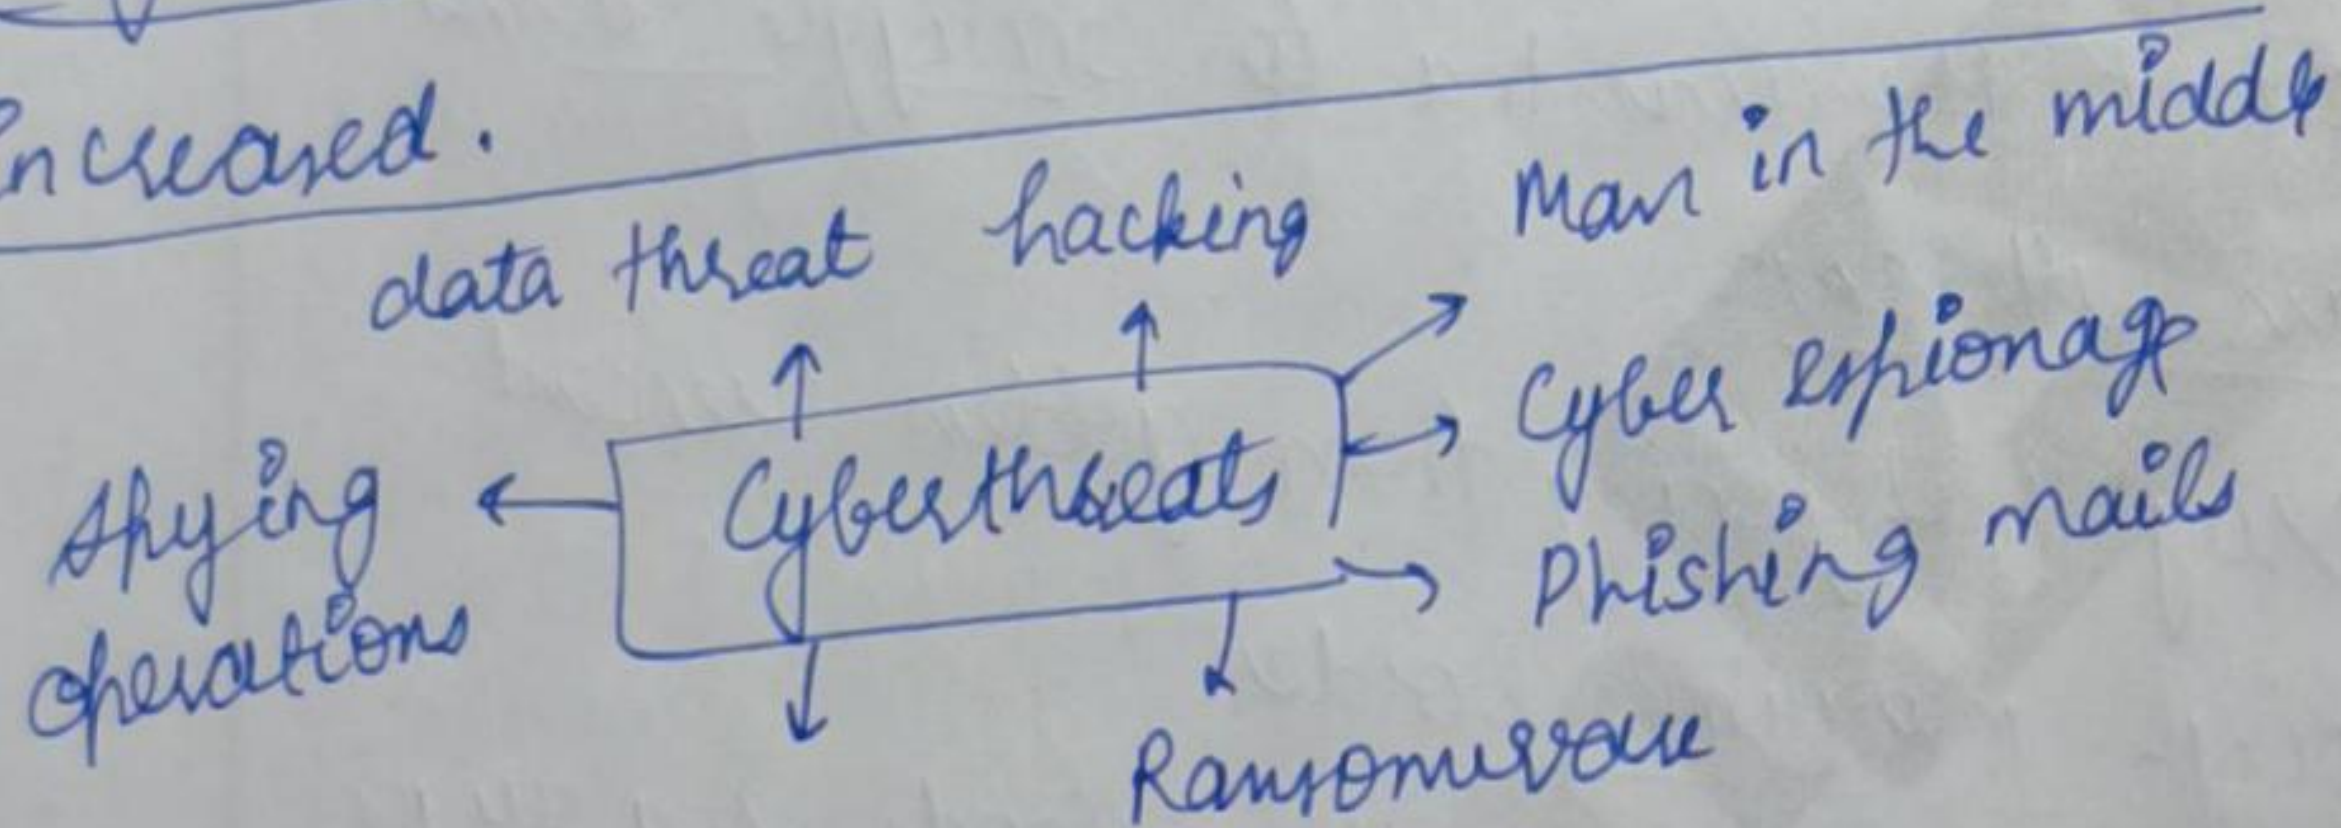 increased.
data threat hacking Man in the middle
Cyber espionage
Cyberthreats
Spying
operations
Phishing mails
Ransomware